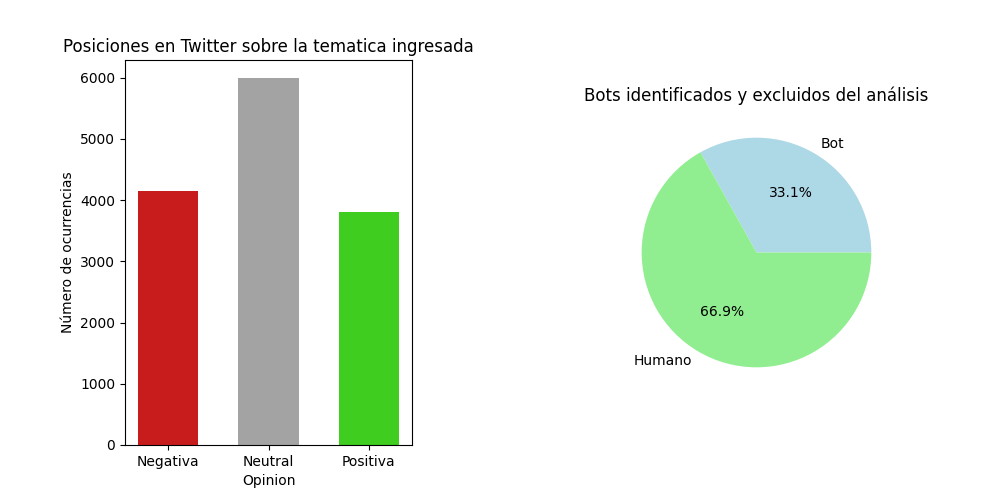 Posiciones en Twitter sobre la tematica ingresada
6000
5000
4000
3000
2000
1000
0
Número de ocurrencias
Negativa
Neutral
Positiva
Opinion
Bots identificados y excluidos del análisis
Bot
33.1%
66.9%
Humano